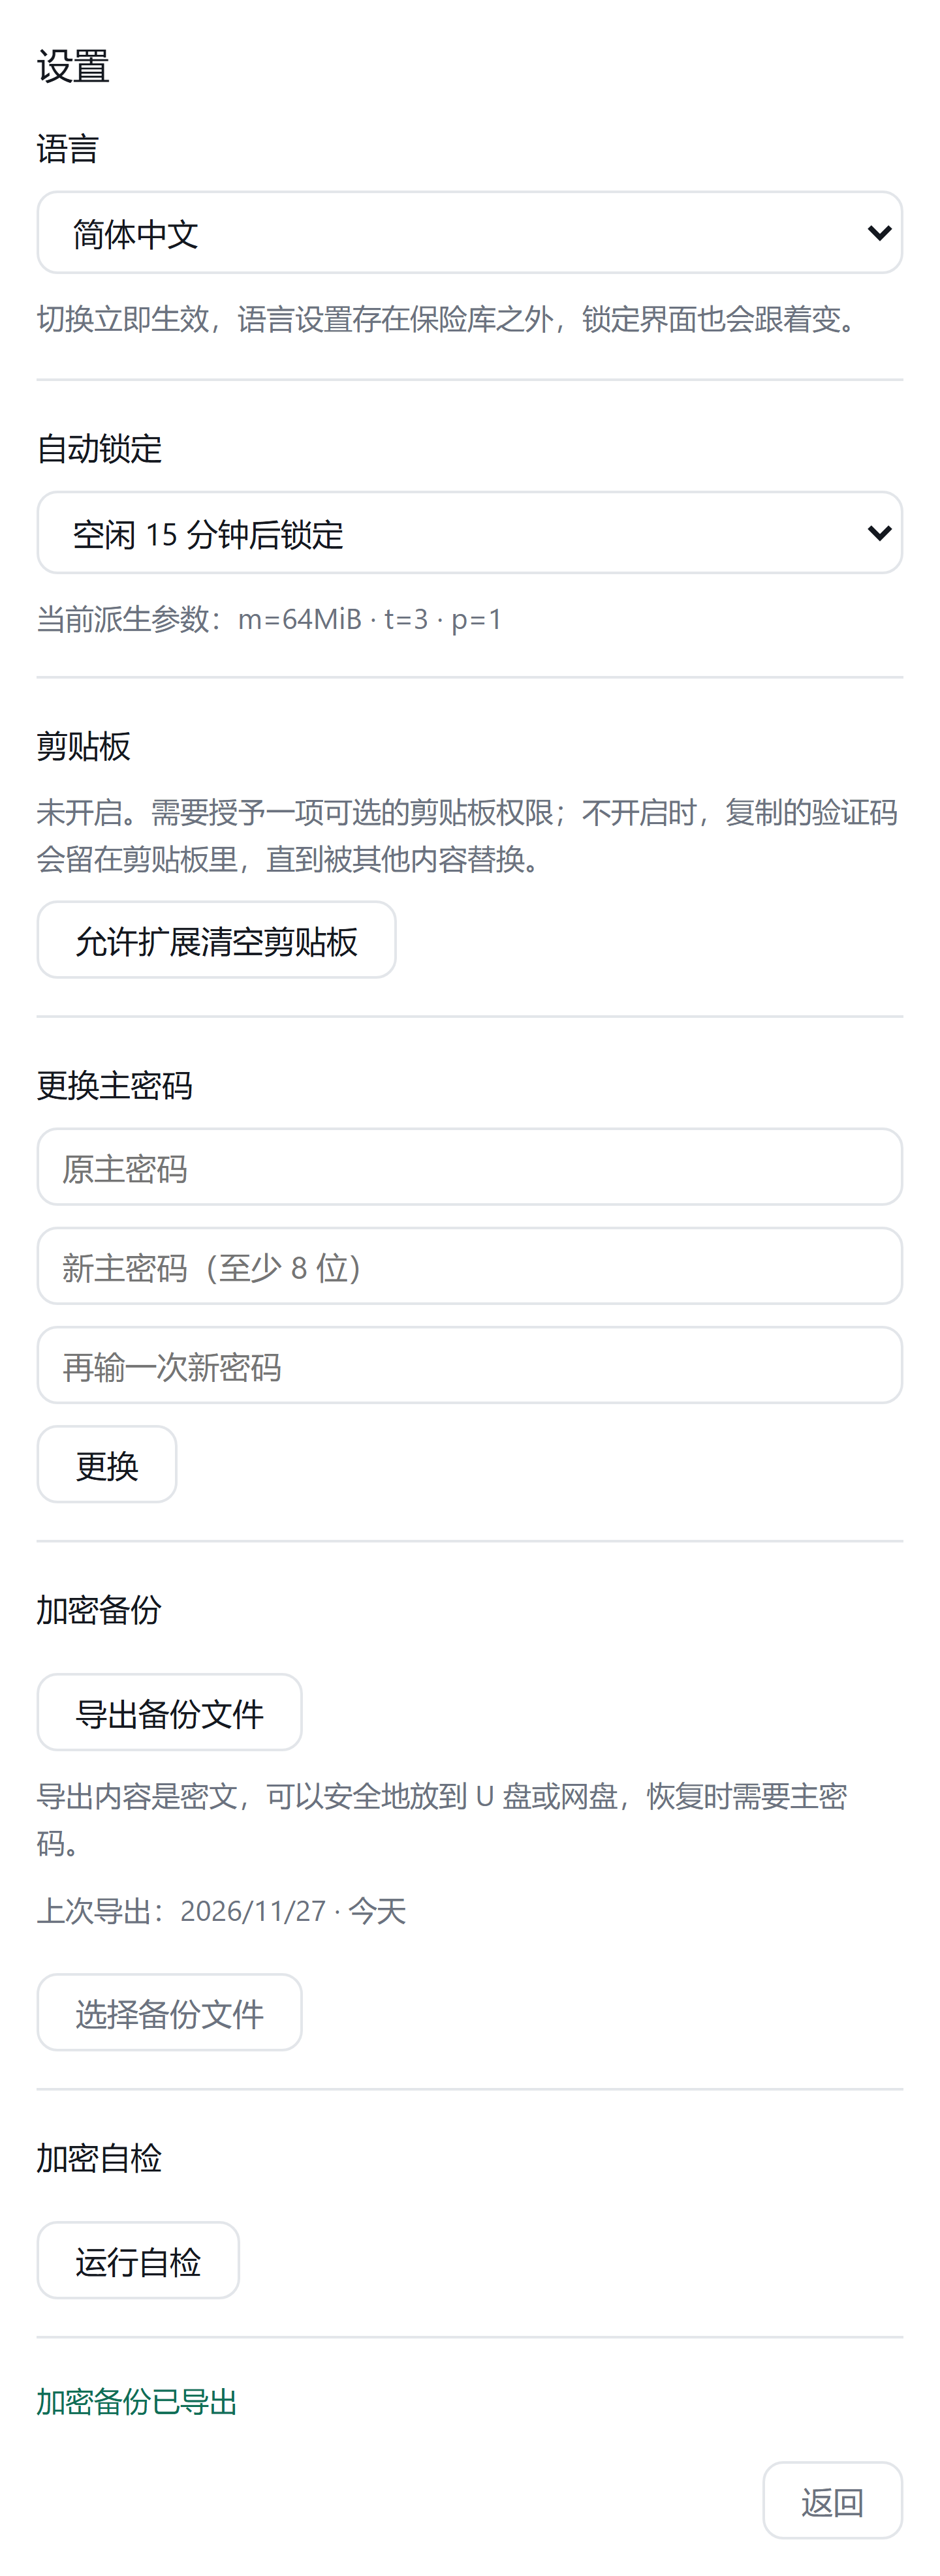 设置
语言
简体中文
切换立即生效，语言设置存在保险库之外，锁定界面也会跟着变。
自动锁定
空闲 15 分钟后锁定
当前派生参数：m=64MiB · t=3 · p=1
剪贴板
未开启。需要授予一项可选的剪贴板权限；不开启时，复制的验证码
会留在剪贴板里，直到被其他内容替换。
允许扩展清空剪贴板
更换主密码
原主密码
新主密码（至少 8 位）
再输一次新密码
更换
加密备份
导出备份文件
导出内容是密文，可以安全地放到 U 盘或网盘，恢复时需要主密
码。
上次导出：2026/11/27 · 今天
选择备份文件
加密自检
运行自检
加密备份已导出
返回